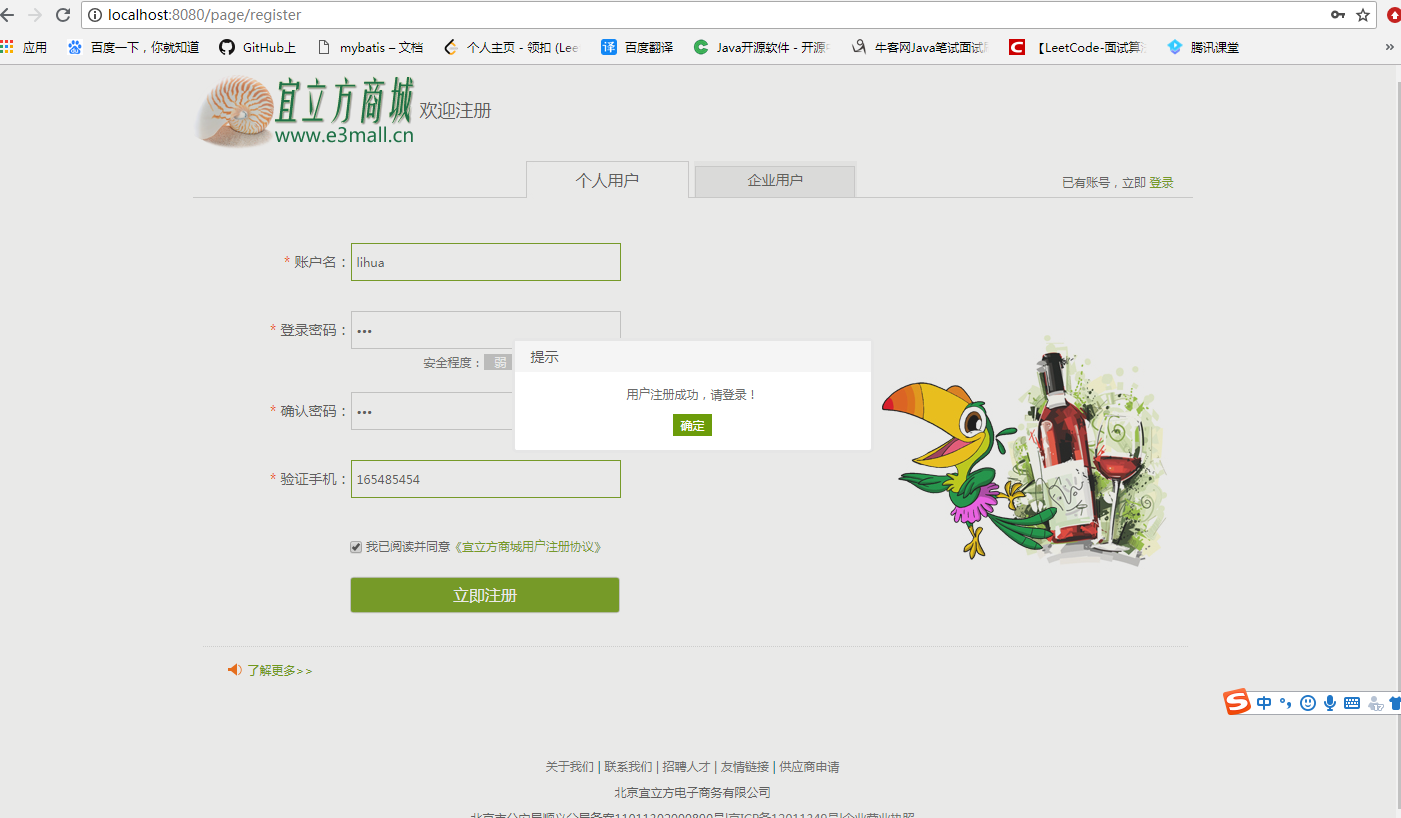 localhost:8080/page/register
应用 百度一下，你就知道 GitHub上 mybatis – 文档 个人主页 - 领扣 (Lee 百度翻译 Java开源软件 - 开源 牛客网Java笔试面试 【LeetCode-面试算 腾讯课堂 »
宜立方商城 欢迎注册
www.e3mall.cn
个人用户 企业用户 已有账号，立即 登录
* 账户名： lihua
* 登录密码： •••
安全程度： 弱
提示
用户注册成功，请登录！
* 确认密码： •••
确定
* 验证手机： 165485454
我已阅读并同意《宜立方商城用户注册协议》
立即注册
了解更多>>
S 中 °，
17
关于我们 | 联系我们 | 招聘人才 | 友情链接 | 供应商申请
北京宜立方电子商务有限公司